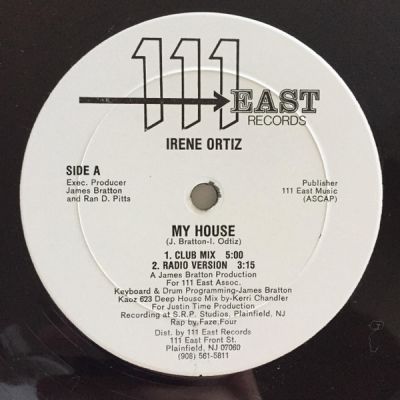 111 EAST
RECORDS
IRENE ORTIZ
SIDE A
Exec. Producer
James Bratton
and Ran D. Pitts
Publisher
111 East Music
(ASCAP)
MY HOUSE
(J. Bratton-I. Odtiz)
1. CLUB MIX 5:00
2. RADIO VERSION 3:15
A James Bratton Production
For 111 East Assoc.
Keyboard & Drum Programming-James Bratton
Kaoz 623 Deep House Mix by-Kerri Chandler
For Justin Time Production
Recording at S.R.P. Studios, Plainfield, NJ
Rap by Faze Four
Dist. by 111 East Records
111 East Front St.
Plainfield, NJ 07060
(908) 561-5811